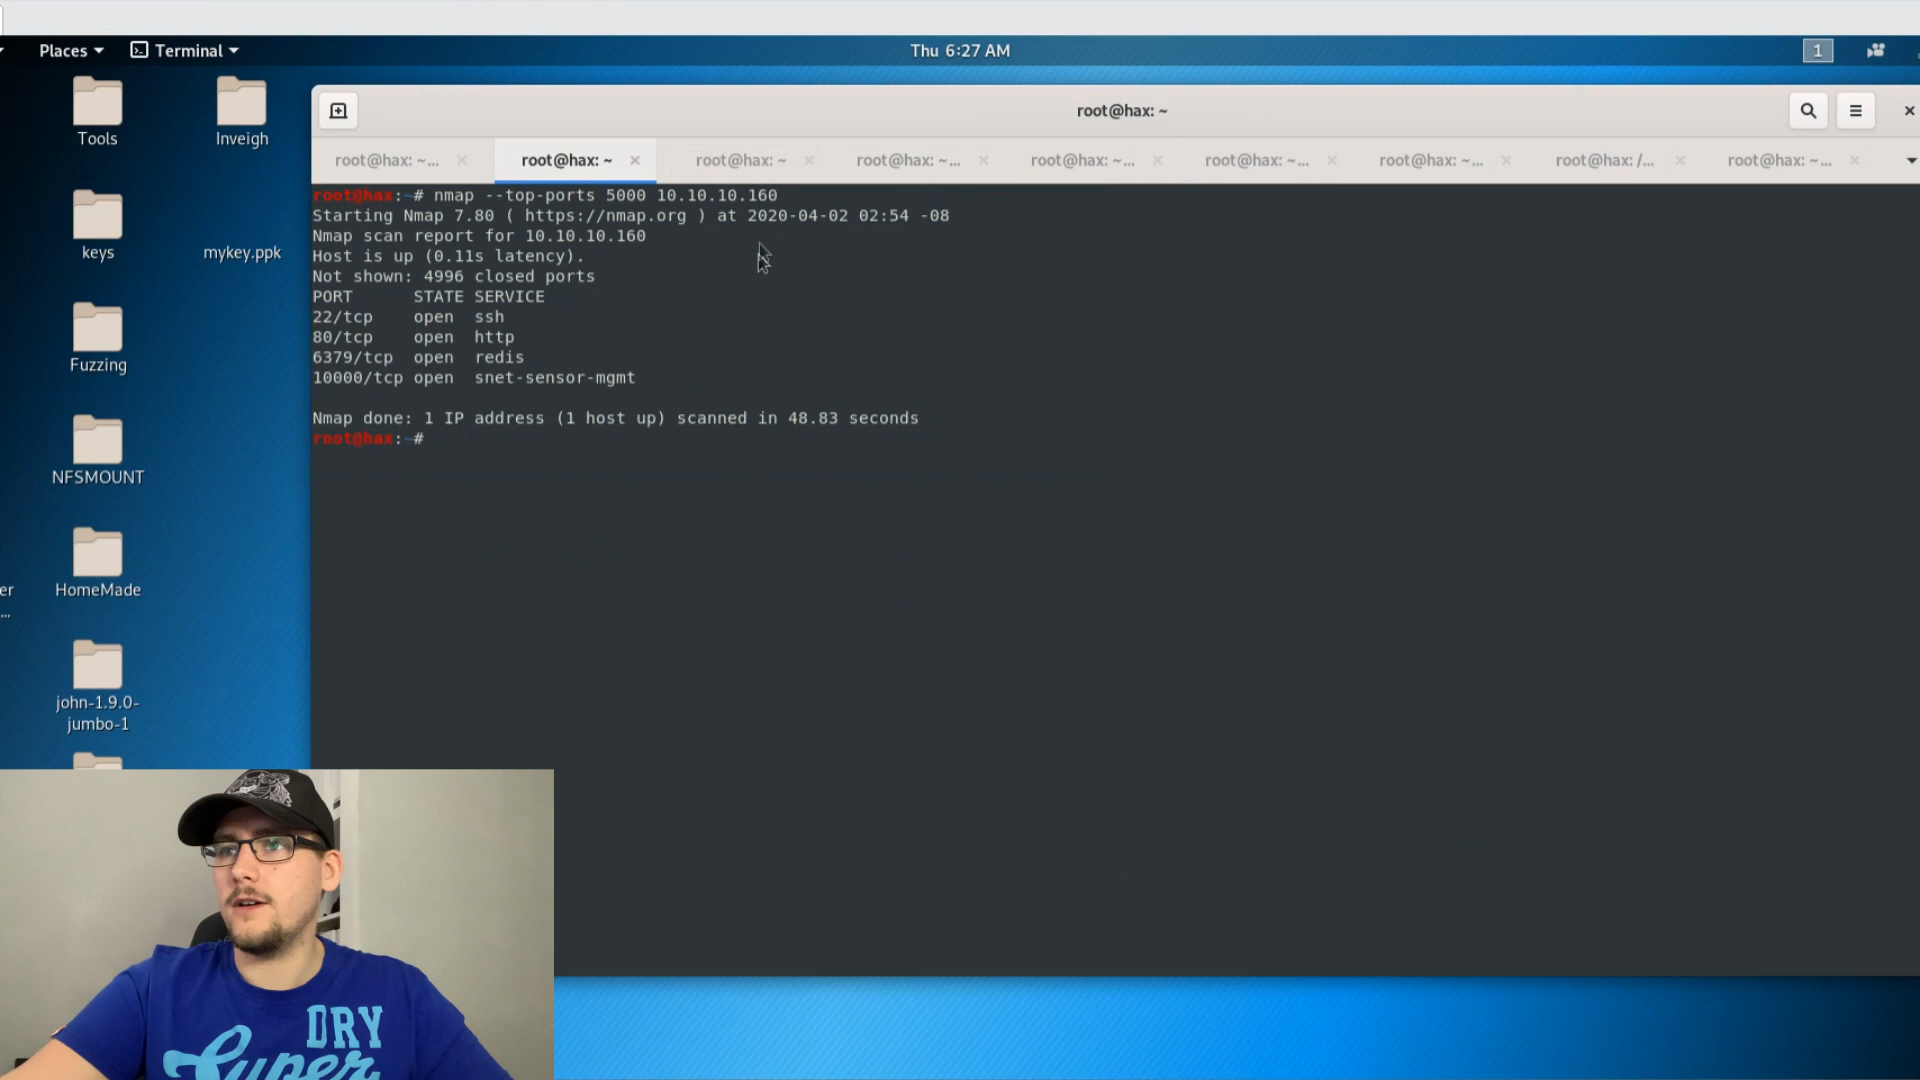 Places
Terminal
Thu 6:27 AM
1
Tools
Inveigh
keys
mykey.ppk
Fuzzing
NFSMOUNT
HomeMade
er
...
john-1.9.0-
jumbo-1
root@hax: ~
root@hax: ~...
root@hax: ~
root@hax: ~
root@hax: ~...
root@hax: ~...
root@hax: ~...
root@hax: ~...
root@hax: /...
root@hax: ~...
root@hax:~# nmap --top-ports 5000 10.10.10.160
Starting Nmap 7.80 ( https://nmap.org ) at 2020-04-02 02:54 -08
Nmap scan report for 10.10.10.160
Host is up (0.11s latency).
Not shown: 4996 closed ports
PORT STATE SERVICE
22/tcp open ssh
80/tcp open http
6379/tcp open redis
10000/tcp open snet-sensor-mgmt
Nmap done: 1 IP address (1 host up) scanned in 48.83 seconds
root@hax:~#
DRY
Super